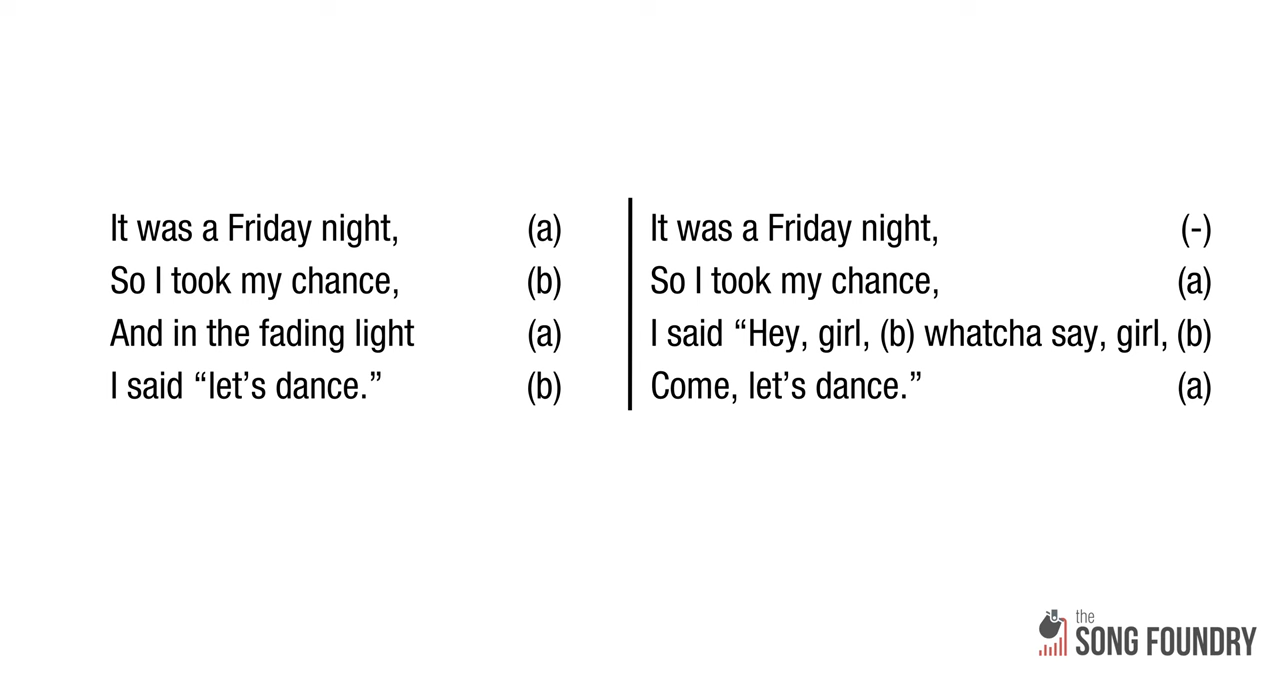 It was a Friday night, (a)
So I took my chance, (b)
And in the fading light (a)
I said “let’s dance.” (b)
It was a Friday night, (-)
So I took my chance, (a)
I said “Hey, girl, (b) whatcha say, girl, (b)
Come, let’s dance.” (a)
the
SONG FOUNDRY